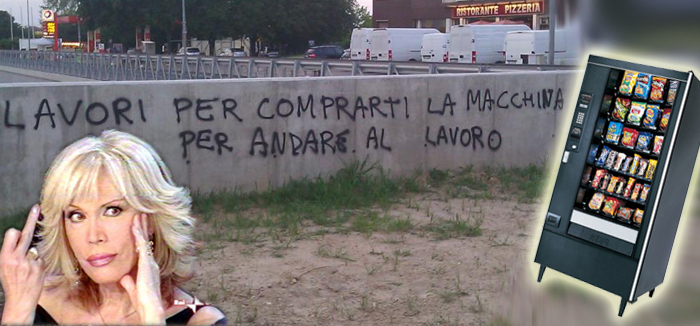 RISTORANTE PIZZERIA
LAVORI PER COMPRARTI LA MACCHINA
PER ANDARE AL LAVORO